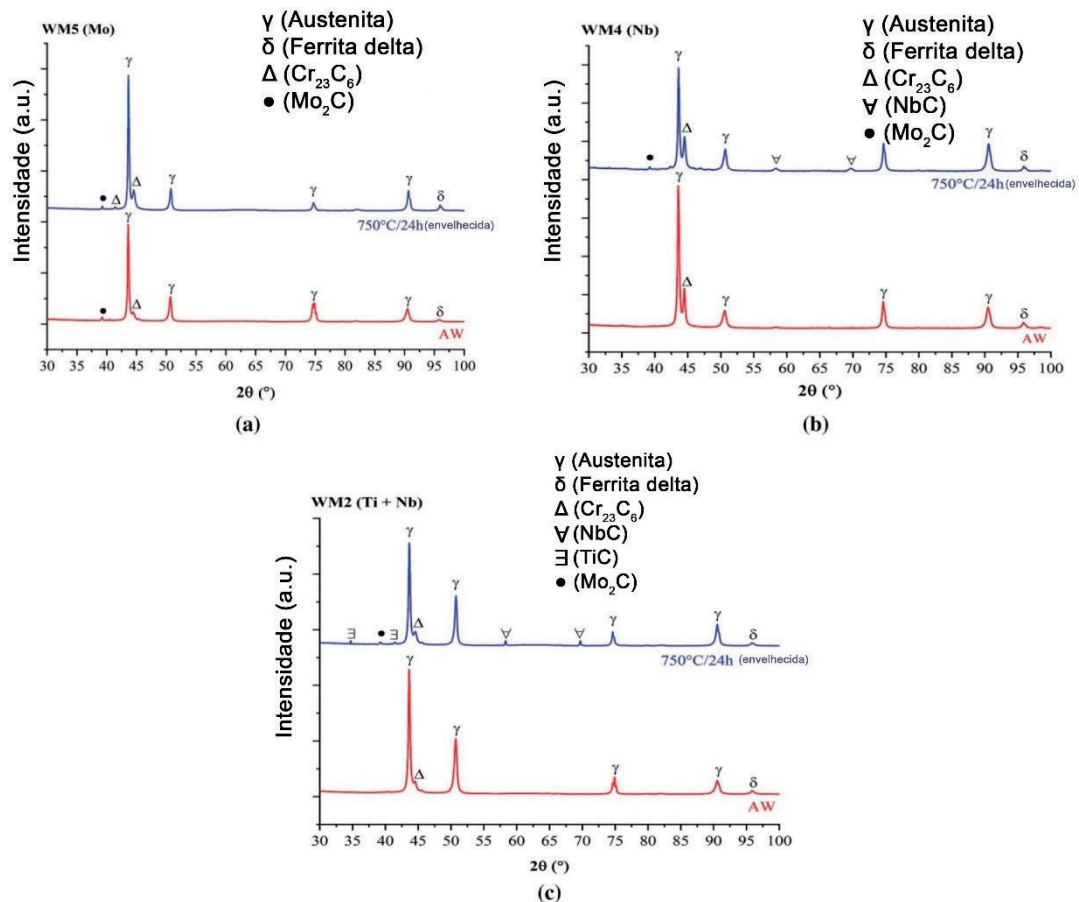 WM5 (Mo)
γ (Austenita)
δ (Ferrita delta)
Δ (Cr₂₃C₆)
● (Mo₂C)
Intensidade (a.u.)
γ
● Δ Δ γ γ γ δ
750°C/24h (envelhecida)
γ
● Δ γ γ γ δ
AW
30 35 40 45 50 55 60 65 70 75 80 85 90 95 100
2θ (°)
(a)
WM4 (Nb)
γ (Austenita)
δ (Ferrita delta)
Δ (Cr₂₃C₆)
∀ (NbC)
● (Mo₂C)
Intensidade (a.u.)
γ
● Δ γ ∀ ∀ γ γ δ
750°C/24h (envelhecida)
γ
Δ γ γ γ δ
AW
30 35 40 45 50 55 60 65 70 75 80 85 90 95 100
2θ (°)
(b)
WM2 (Ti + Nb)
γ (Austenita)
δ (Ferrita delta)
Δ (Cr₂₃C₆)
∀ (NbC)
∃ (TiC)
● (Mo₂C)
Intensidade (a.u.)
γ
∃ ● ∃ Δ γ ∀ ∀ γ γ δ
750°C/24h (envelhecida)
γ
Δ γ γ γ δ
AW
30 35 40 45 50 55 60 65 70 75 80 85 90 95 100
2θ (°)
(c)